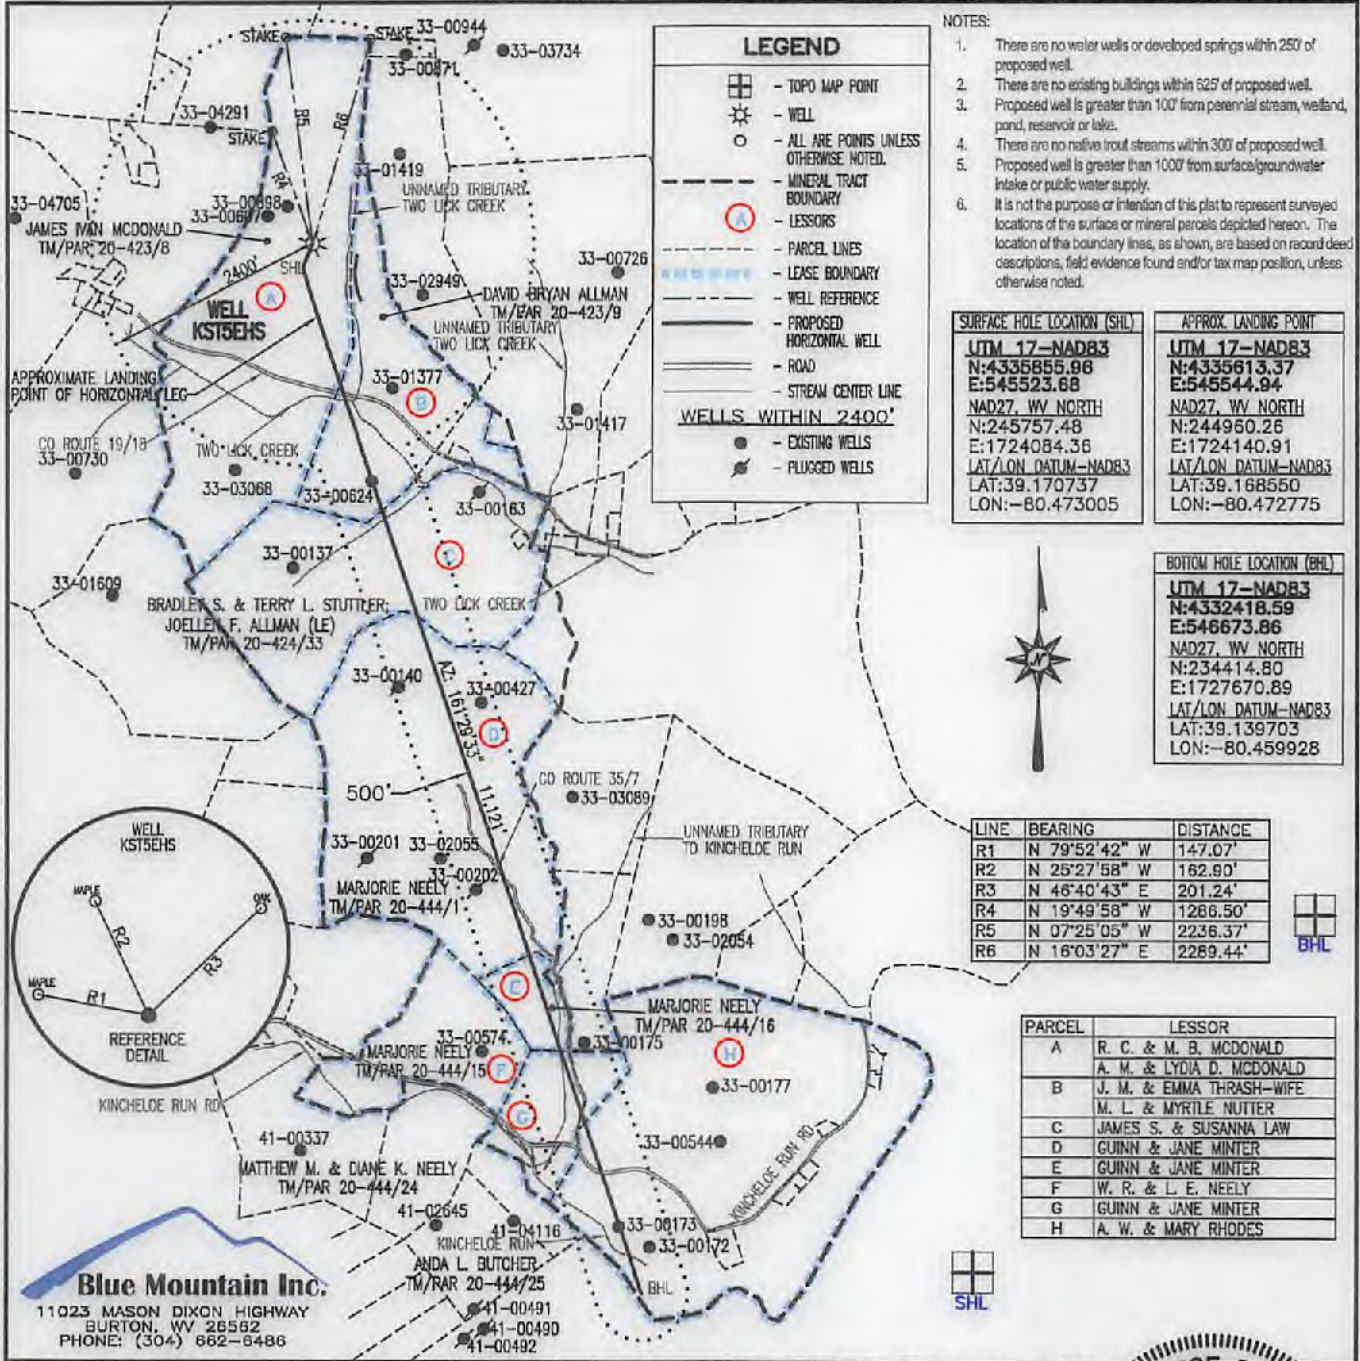 STAKE
STAKE
33-00944
33-03734
33-00871
33-04291
STAKE
R5
R6
R4
33-01419
UNNAMED TRIBUTARY
TWO LICK CREEK
33-04705
33-00698
33-00607
JAMES IVAN MCDONALD
TM/PAR 20-423/8
2400'
SHL
A
WELL
KST5EHS
33-02949
33-00726
DAVID BRYAN ALLMAN
TM/PAR 20-423/9
UNNAMED TRIBUTARY
TWO LICK CREEK
APPROXIMATE LANDING
POINT OF HORIZONTAL LEG
33-01377
B
33-01417
CO ROUTE 19/18
33-00730
TWO LICK CREEK
33-03068
33-00624
33-00163
33-00137
C
33-01609
BRADLEY S. & TERRY L. STUTTLER;
JOELLEN F. ALLMAN (LE)
TM/PAR 20-424/33
TWO LICK CREEK
33-00140
33-00427
AZ: 161°29'33"
11,121'
D
500'
CO ROUTE 35/7
33-03089
33-00201
33-02055
33-00202
MARJORIE NEELY
TM/PAR 20-444/1
UNNAMED TRIBUTARY
TO KINCHELOE RUN
33-00198
33-02054
E
MARJORIE NEELY
TM/PAR 20-444/16
33-00574
MARJORIE NEELY
TM/PAR 20-444/15
F
33-00175
H
33-00177
G
33-00544
KINCHELOE RUN RD
KINCHELOE RUN RD
41-00337
MATTHEW M. & DIANE K. NEELY
TM/PAR 20-444/24
41-02645
41-04116
KINCHELOE RUN
33-00173
33-00172
ANDA L. BUTCHER
TM/PAR 20-444/25
BHL
41-00491
41-00490
41-00492
WELL
KST5EHS
MAPLE
OAK
R2
R3
MAPLE
R1
REFERENCE
DETAIL
Blue Mountain Inc.
11023 MASON DIXON HIGHWAY
BURTON, WV 26562
PHONE: (304) 662-6486
LEGEND
- TOPO MAP POINT
- WELL
- ALL ARE POINTS UNLESS
OTHERWISE NOTED.
- MINERAL TRACT
BOUNDARY
A - LESSORS
- PARCEL LINES
- LEASE BOUNDARY
- WELL REFERENCE
- PROPOSED
HORIZONTAL WELL
- ROAD
- STREAM CENTER LINE
WELLS WITHIN 2400'
- EXISTING WELLS
- PLUGGED WELLS
NOTES:
1. There are no water wells or developed springs within 250' of
proposed well.
2. There are no existing buildings within 625' of proposed well.
3. Proposed well is greater than 100' from perennial stream, wetland,
pond, reservoir or lake.
4. There are no native trout streams within 300' of proposed well.
5. Proposed well is greater than 1000' from surface/groundwater
intake or public water supply.
6. It is not the purpose or intention of this plat to represent surveyed
locations of the surface or mineral parcels depicted hereon. The
location of the boundary lines, as shown, are based on record deed
descriptions, field evidence found and/or tax map position, unless
otherwise noted.
SURFACE HOLE LOCATION (SHL)
UTM 17-NAD83
N:4335855.96
E:545523.68
NAD27, WV NORTH
N:245757.48
E:1724084.36
LAT/LON DATUM-NAD83
LAT:39.170737
LON:-80.473005
APPROX. LANDING POINT
UTM 17-NAD83
N:4335613.37
E:545544.94
NAD27, WV NORTH
N:244960.26
E:1724140.91
LAT/LON DATUM-NAD83
LAT:39.168550
LON:-80.472775
BOTTOM HOLE LOCATION (BHL)
UTM 17-NAD83
N:4332418.59
E:546673.86
NAD27, WV NORTH
N:234414.80
E:1727670.89
LAT/LON DATUM-NAD83
LAT:39.139703
LON:-80.459928
N
LINE BEARING DISTANCE
R1 N 79°52'42" W 147.07'
R2 N 25°27'58" W 162.90'
R3 N 46°40'43" E 201.24'
R4 N 19°49'58" W 1286.50'
R5 N 07°25'05" W 2236.37'
R6 N 16°03'27" E 2289.44'
BHL
PARCEL LESSOR
A R. C. & M. B. MCDONALD
A. M. & LYDIA D. MCDONALD
B J. M. & EMMA THRASH-WIFE
M. L. & MYRTLE NUTTER
C JAMES S. & SUSANNA LAW
D GUINN & JANE MINTER
E GUINN & JANE MINTER
F W. R. & L. E. NEELY
G GUINN & JANE MINTER
H A. W. & MARY RHODES
SHL